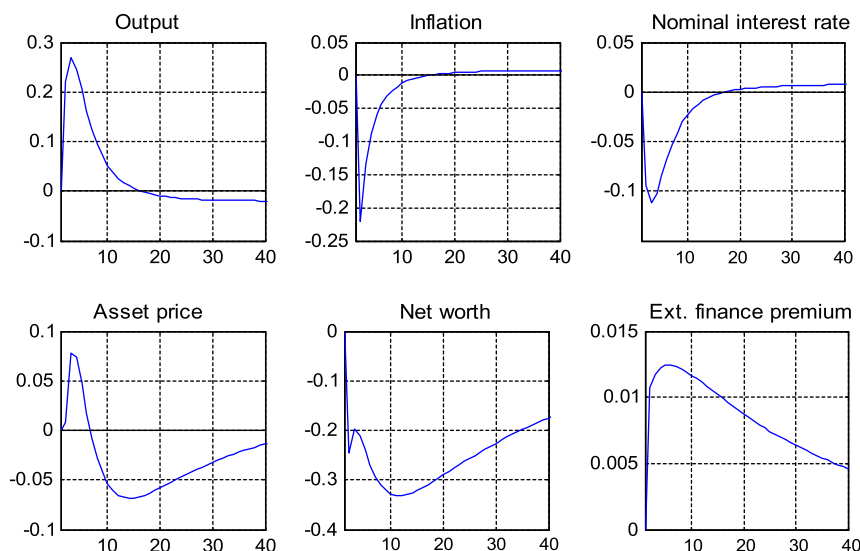 Output
0.3
0.2
0.1
0
-0.1
10 20 30 40
Inflation
0.05
0
-0.05
-0.1
-0.15
-0.2
-0.25
10 20 30 40
Nominal interest rate
0.05
0
-0.05
-0.1
10 20 30 40
Asset price
0.1
0.05
0
-0.05
-0.1
10 20 30 40
Net worth
0
-0.1
-0.2
-0.3
-0.4
10 20 30 40
Ext. finance premium
0.015
0.01
0.005
0
10 20 30 40